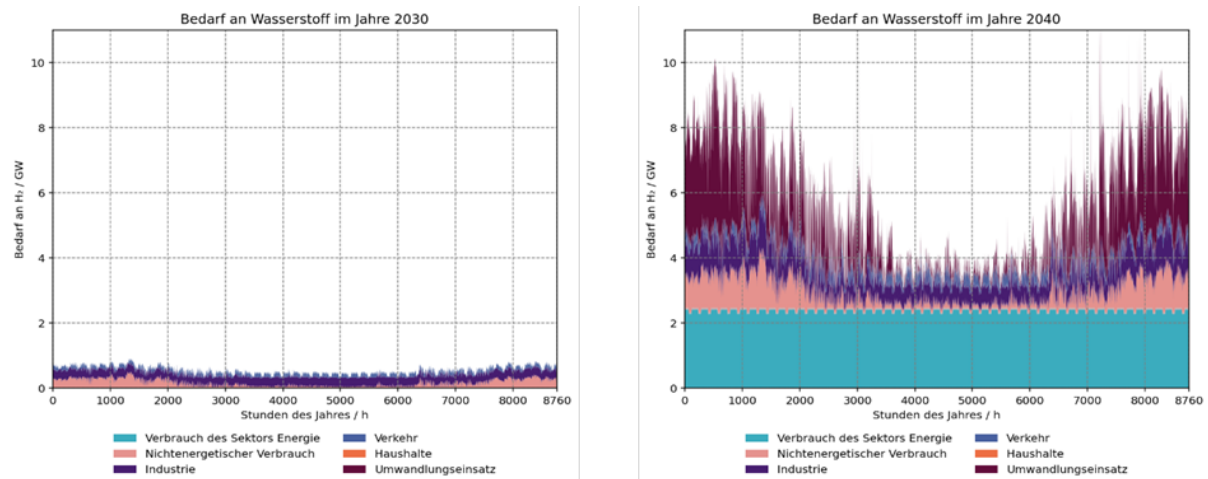 Bedarf an Wasserstoff im Jahre 2030
Bedarf an H₂ / GW
10
8
6
4
2
0
0 1000 2000 3000 4000 5000 6000 7000 8000 8760
Stunden des Jahres / h
Verbrauch des Sektors Energie
Nichtenergetischer Verbrauch
Industrie
Verkehr
Haushalte
Umwandlungseinsatz
Bedarf an Wasserstoff im Jahre 2040
Bedarf an H₂ / GW
10
8
6
4
2
0
0 1000 2000 3000 4000 5000 6000 7000 8000 8760
Stunden des Jahres / h
Verbrauch des Sektors Energie
Nichtenergetischer Verbrauch
Industrie
Verkehr
Haushalte
Umwandlungseinsatz